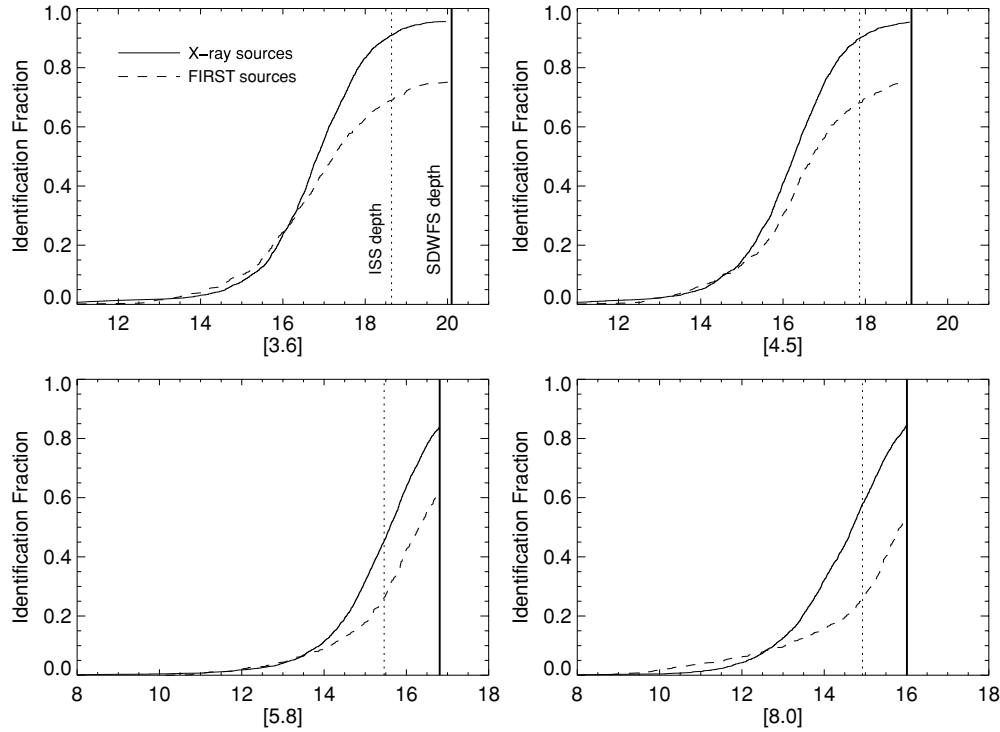 Identification Fraction
1.0
0.8
0.6
0.4
0.2
0.0
X-ray sources
FIRST sources
ISS depth
SDWFS depth
12 14 16 18 20
[3.6]
Identification Fraction
1.0
0.8
0.6
0.4
0.2
0.0
12 14 16 18 20
[4.5]
Identification Fraction
1.0
0.8
0.6
0.4
0.2
0.0
8 10 12 14 16 18
[5.8]
Identification Fraction
1.0
0.8
0.6
0.4
0.2
0.0
8 10 12 14 16 18
[8.0]